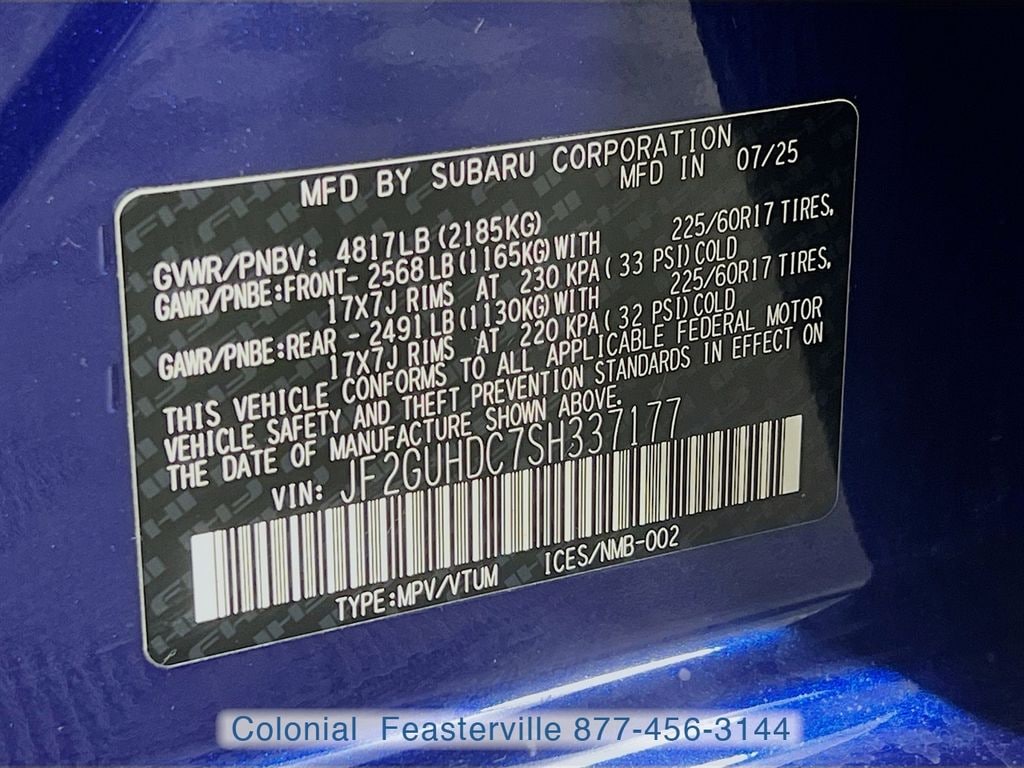 MFD BY SUBARU CORPORATION
MFD IN 07/25
GVWR/PNBV: 4817LB (2185KG)
GAWR/PNBE:FRONT- 2568LB (1165KG) WITH 225/60R17 TIRES,
17X7J RIMS AT 230 KPA ( 33 PSI) COLD
GAWR/PNBE:REAR - 2491LB (1130KG) WITH 225/60R17 TIRES,
17X7J RIMS AT 220 KPA ( 32 PSI) COLD
THIS VEHICLE CONFORMS TO ALL APPLICABLE FEDERAL MOTOR
VEHICLE SAFETY AND THEFT PREVENTION STANDARDS IN EFFECT ON
THE DATE OF MANUFACTURE SHOWN ABOVE.
VIN: JF2GUHDC7SH337177
TYPE:MPV/VTUM ICES/NMB-002
Colonial Feasterville 877-456-3144